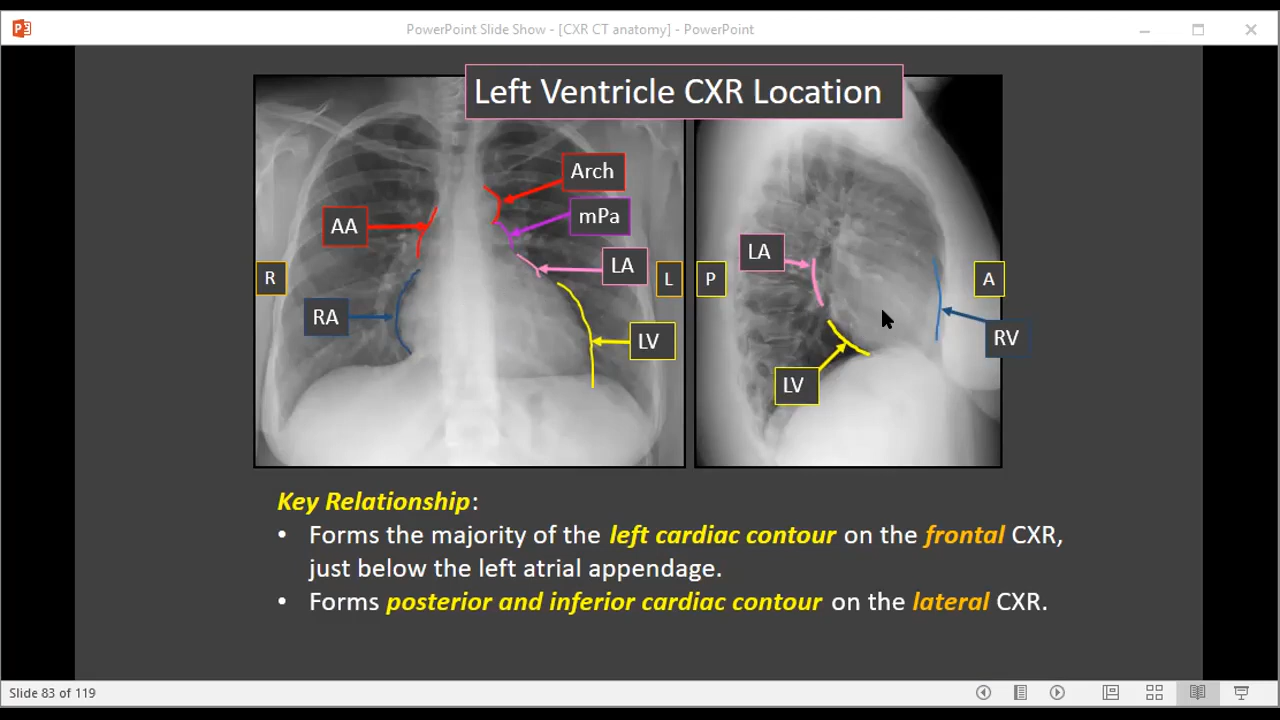 PowerPoint Slide Show - [CXR CT anatomy] - PowerPoint
Left Ventricle CXR Location
Arch
mPa
AA
LA
LA
R
L
P
A
RA
LV
RV
LV
Key Relationship:
• Forms the majority of the left cardiac contour on the frontal CXR,
just below the left atrial appendage.
• Forms posterior and inferior cardiac contour on the lateral CXR.
Slide 83 of 119